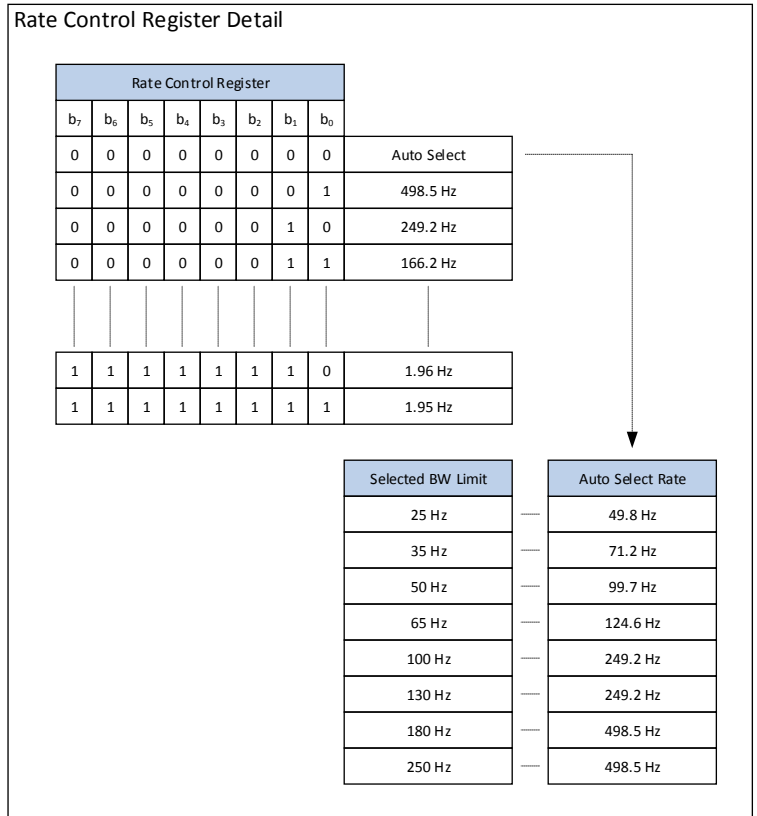 Rate Control Register Detail
Rate Control Register
b₇ b₆ b₅ b₄ b₃ b₂ b₁ b₀
0 0 0 0 0 0 0 0 Auto Select
0 0 0 0 0 0 0 1 498.5 Hz
0 0 0 0 0 0 1 0 249.2 Hz
0 0 0 0 0 0 1 1 166.2 Hz
1 1 1 1 1 1 1 0 1.96 Hz
1 1 1 1 1 1 1 1 1.95 Hz
Selected BW Limit Auto Select Rate
25 Hz 49.8 Hz
35 Hz 71.2 Hz
50 Hz 99.7 Hz
65 Hz 124.6 Hz
100 Hz 249.2 Hz
130 Hz 249.2 Hz
180 Hz 498.5 Hz
250 Hz 498.5 Hz